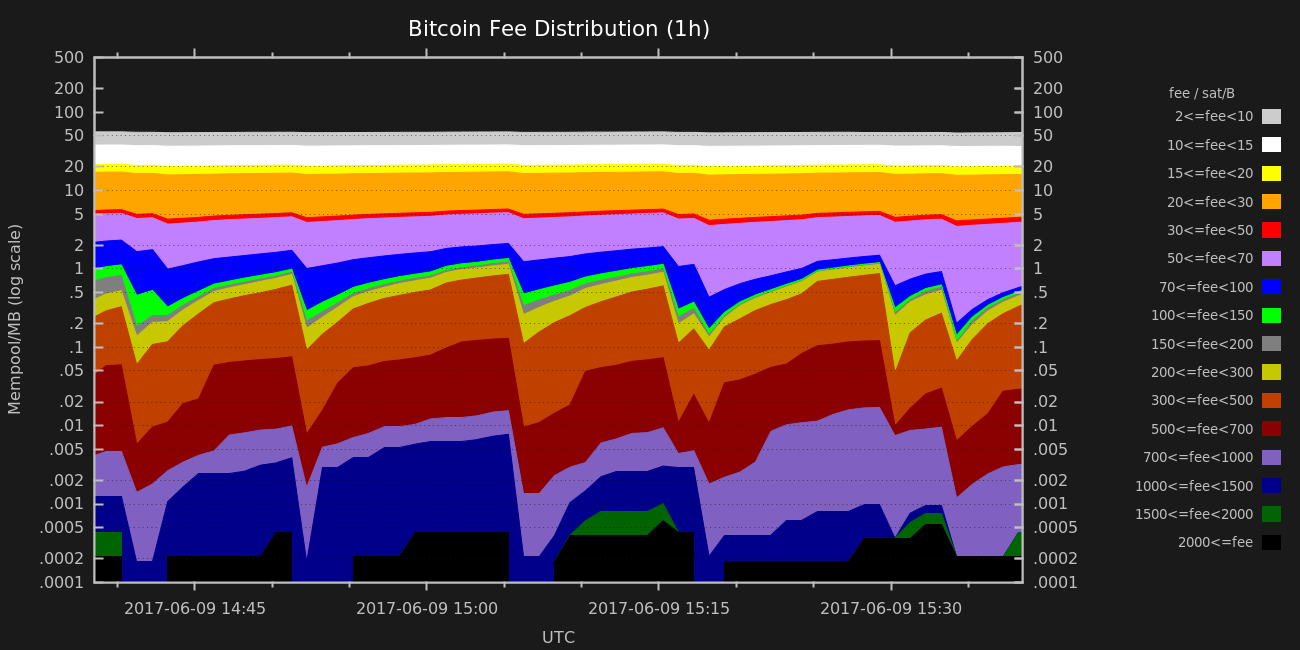 Bitcoin Fee Distribution (1h)
Mempool/MB (log scale)
500
200
100
50
20
10
5
2
1
.5
.2
.1
.05
.02
.01
.005
.002
.001
.0005
.0002
.0001
500
200
100
50
20
10
5
2
1
.5
.2
.1
.05
.02
.01
.005
.002
.001
.0005
.0002
.0001
2017-06-09 14:45
2017-06-09 15:00
2017-06-09 15:15
2017-06-09 15:30
UTC
fee / sat/B
2<=fee<10
10<=fee<15
15<=fee<20
20<=fee<30
30<=fee<50
50<=fee<70
70<=fee<100
100<=fee<150
150<=fee<200
200<=fee<300
300<=fee<500
500<=fee<700
700<=fee<1000
1000<=fee<1500
1500<=fee<2000
2000<=fee